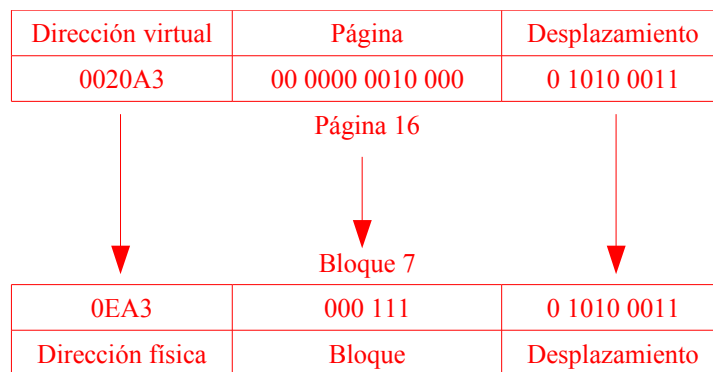 Dirección virtual Página Desplazamiento
0020A3 00 0000 0010 000 0 1010 0011
Página 16
Bloque 7
0EA3 000 111 0 1010 0011
Dirección física Bloque Desplazamiento